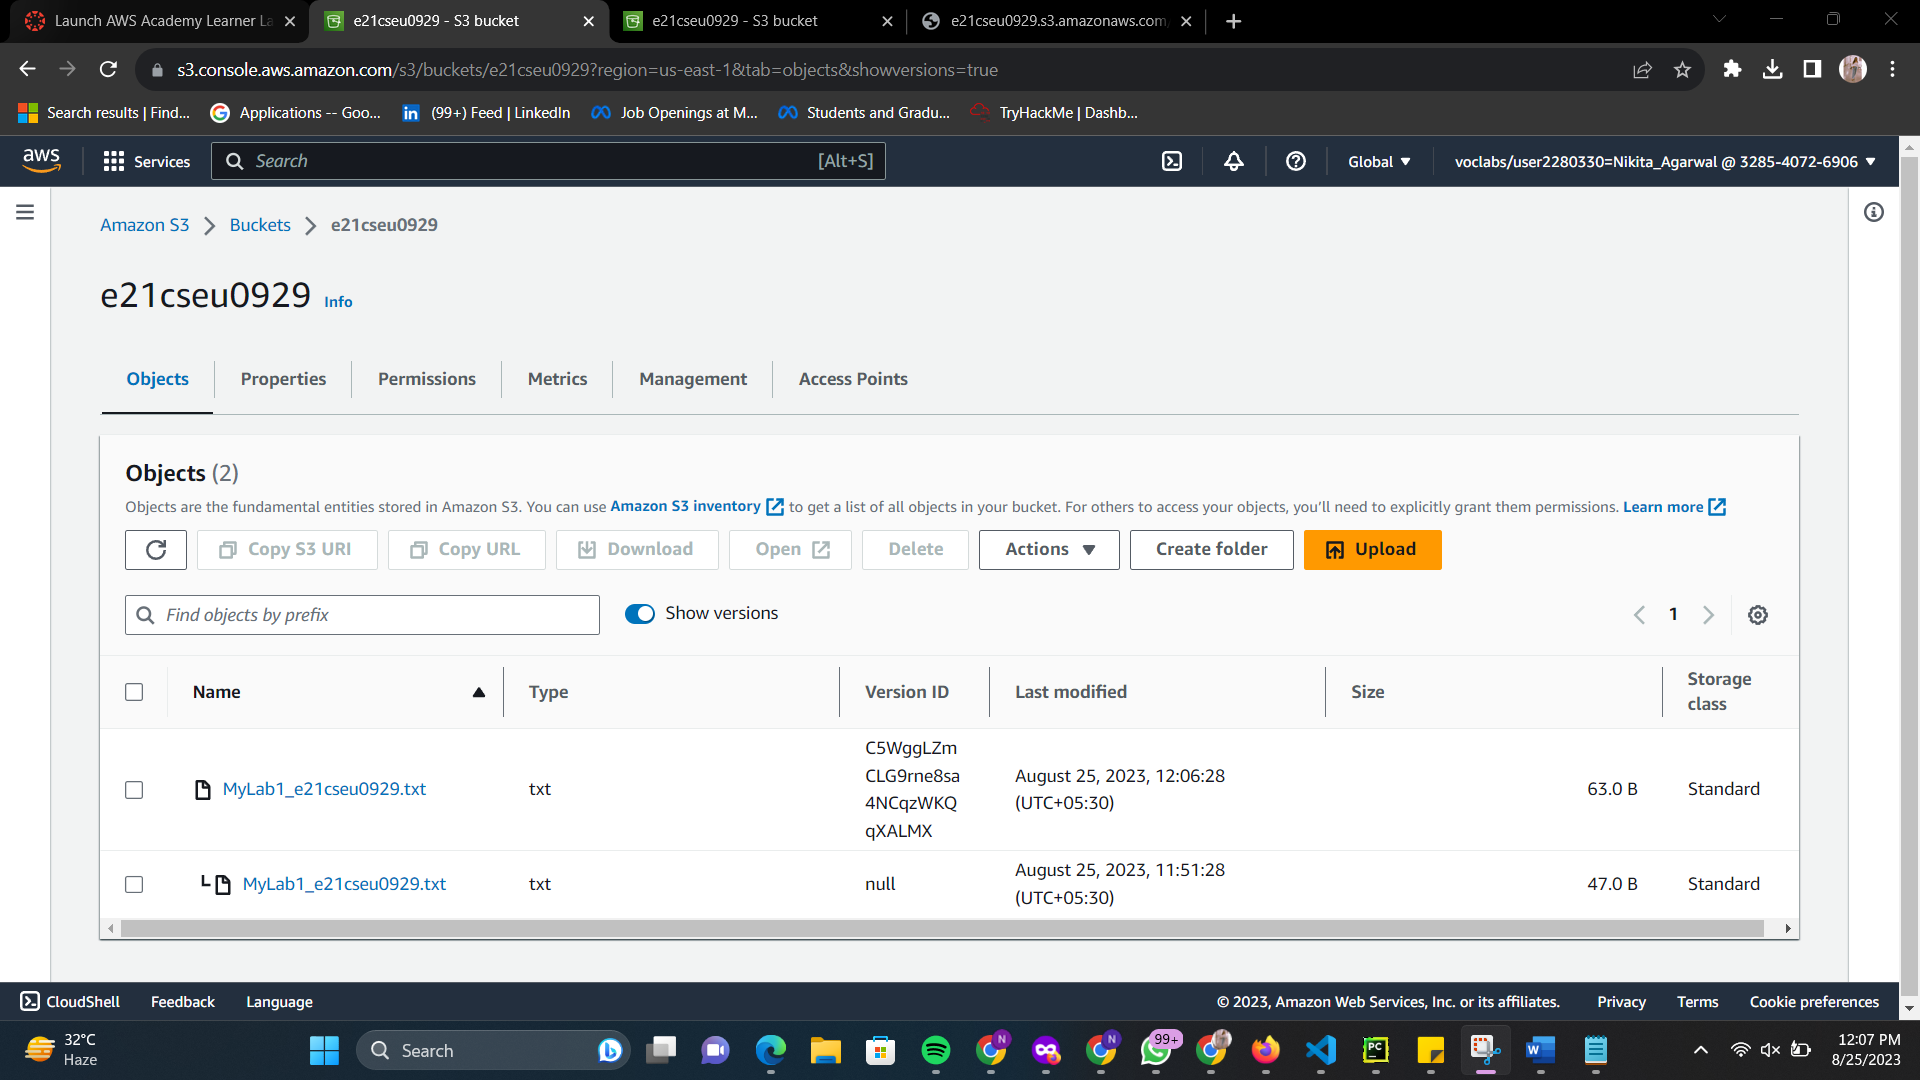 Launch AWS Academy Learner La
e21cseu0929 - S3 bucket
e21cseu0929 - S3 bucket
e21cseu0929.s3.amazonaws.com/
s3.console.aws.amazon.com/s3/buckets/e21cseu0929?region=us-east-1&tab=objects&showversions=true
Search results | Find...
Applications -- Goo...
(99+) Feed | LinkedIn
Job Openings at M...
Students and Gradu...
TryHackMe | Dashb...
aws
Services
Search
[Alt+S]
Global
voclabs/user2280330=Nikita_Agarwal @ 3285-4072-6906
Amazon S3
Buckets
e21cseu0929
e21cseu0929
Info
Objects
Properties
Permissions
Metrics
Management
Access Points
Objects (2)
Objects are the fundamental entities stored in Amazon S3. You can use Amazon S3 inventory to get a list of all objects in your bucket. For others to access your objects, you'll need to explicitly grant them permissions. Learn more
Copy S3 URI
Copy URL
Download
Open
Delete
Actions
Create folder
Upload
Find objects by prefix
Show versions
1
Name
Type
Version ID
Last modified
Size
Storage
class
MyLab1_e21cseu0929.txt
txt
C5WggLZm
CLG9rne8sa
4NCqzWKQ
qXALMX
August 25, 2023, 12:06:28
(UTC+05:30)
63.0 B
Standard
MyLab1_e21cseu0929.txt
txt
null
August 25, 2023, 11:51:28
(UTC+05:30)
47.0 B
Standard
CloudShell
Feedback
Language
© 2023, Amazon Web Services, Inc. or its affiliates.
Privacy
Terms
Cookie preferences
32°C
Haze
Search
N
N
99+
PC
W
12:07 PM
8/25/2023